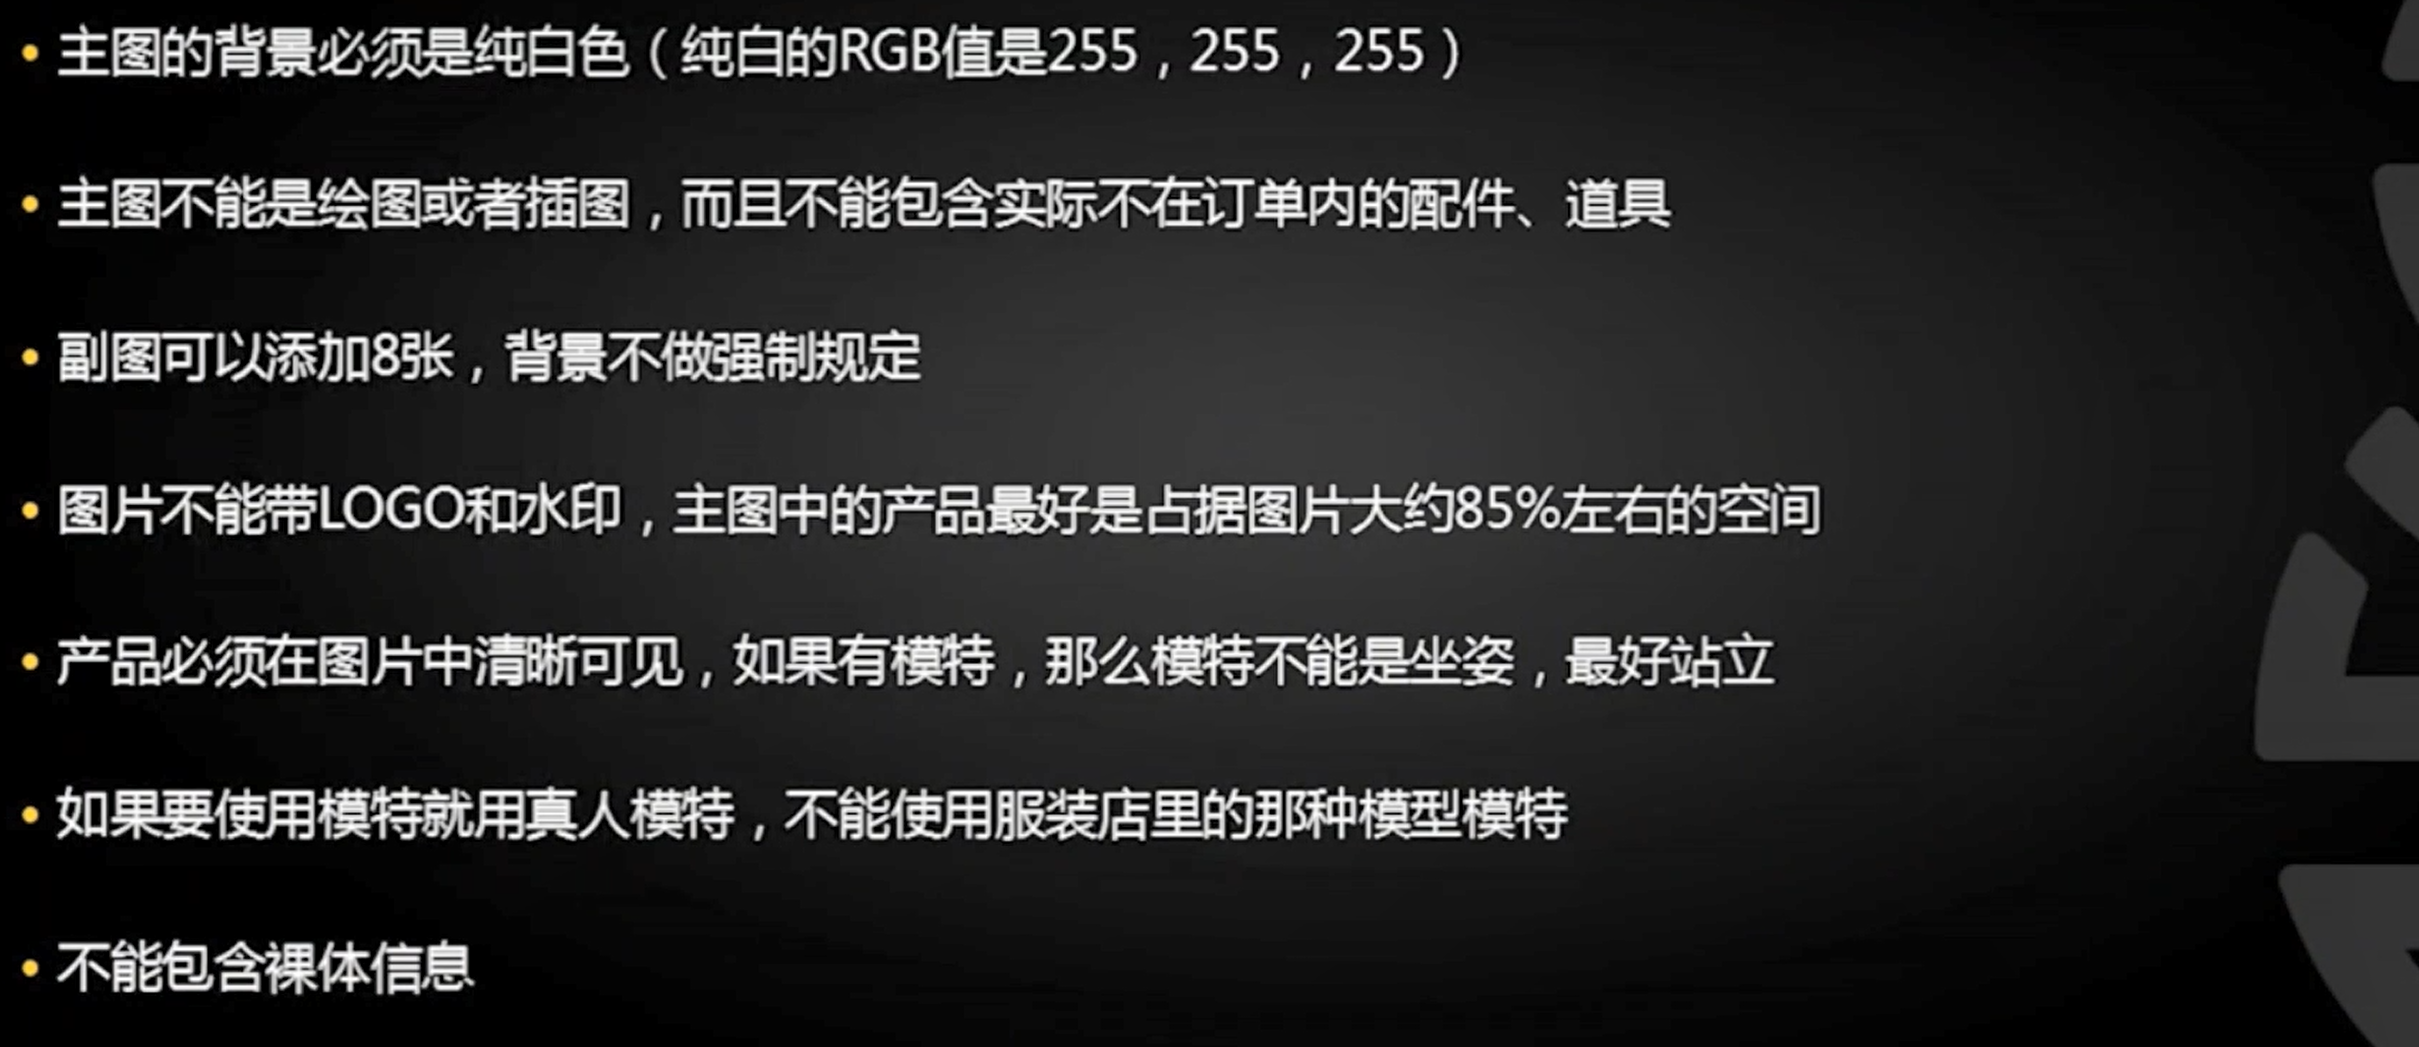 • 主图的背景必须是纯白色（纯白的RGB值是255，255，255）
• 主图不能是绘图或者插图，而且不能包含实际不在订单内的配件、道具
• 副图可以添加8张，背景不做强制规定
• 图片不能带LOGO和水印，主图中的产品最好是占据图片大约85%左右的空间
• 产品必须在图片中清晰可见，如果有模特，那么模特不能是坐姿，最好站立
• 如果要使用模特就用真人模特，不能使用服装店里的那种模型模特
• 不能包含裸体信息